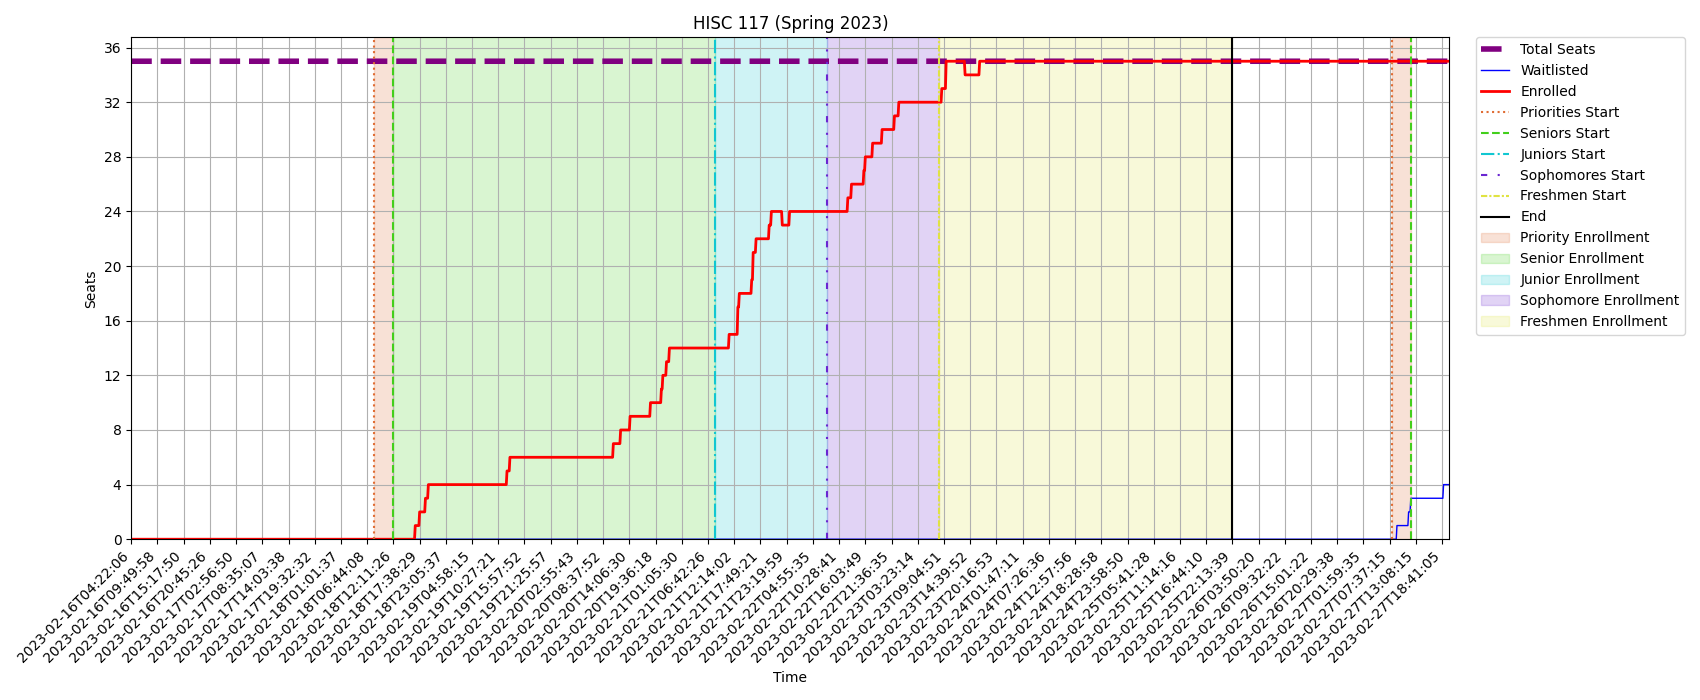 HISC 117 (Spring 2023)
Seats
36
32
28
24
20
16
12
8
4
0
2023-02-16T04:22:06
2023-02-16T09:49:58
2023-02-16T15:17:50
2023-02-16T20:45:26
2023-02-17T02:56:50
2023-02-17T08:35:07
2023-02-17T14:03:38
2023-02-17T19:32:32
2023-02-18T01:01:37
2023-02-18T06:44:08
2023-02-18T12:11:26
2023-02-18T17:38:29
2023-02-18T23:05:37
2023-02-19T04:58:15
2023-02-19T10:27:21
2023-02-19T15:57:52
2023-02-19T21:25:57
2023-02-20T02:55:43
2023-02-20T08:37:52
2023-02-20T14:06:30
2023-02-20T19:36:18
2023-02-21T01:05:30
2023-02-21T06:42:26
2023-02-21T12:14:02
2023-02-21T17:49:21
2023-02-21T23:19:59
2023-02-22T04:55:35
2023-02-22T10:28:41
2023-02-22T16:03:49
2023-02-22T21:36:35
2023-02-23T03:23:14
2023-02-23T09:04:51
2023-02-23T14:39:52
2023-02-23T20:16:53
2023-02-24T01:47:11
2023-02-24T07:26:36
2023-02-24T12:57:56
2023-02-24T18:28:58
2023-02-24T23:58:50
2023-02-25T05:41:28
2023-02-25T11:14:16
2023-02-25T16:44:10
2023-02-25T22:13:39
2023-02-26T03:50:20
2023-02-26T09:32:22
2023-02-26T15:01:22
2023-02-26T20:29:38
2023-02-27T01:59:35
2023-02-27T07:37:15
2023-02-27T13:08:15
2023-02-27T18:41:05
Time
Total Seats
Waitlisted
Enrolled
Priorities Start
Seniors Start
Juniors Start
Sophomores Start
Freshmen Start
End
Priority Enrollment
Senior Enrollment
Junior Enrollment
Sophomore Enrollment
Freshmen Enrollment